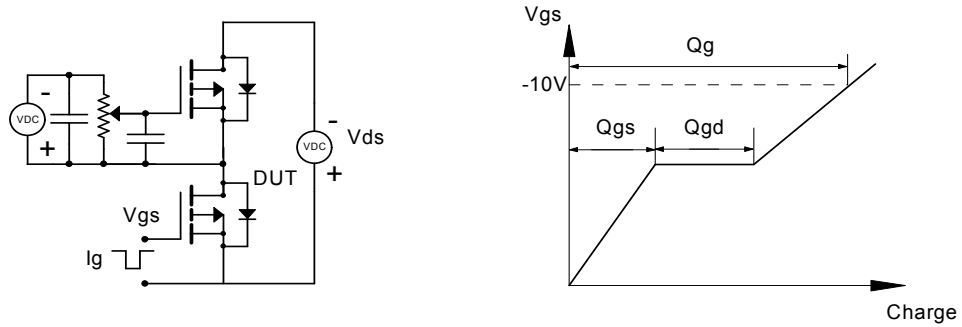 -
VDC
+
-
VDC
+
Vds
DUT
Vgs
Ig
Vgs
Qg
-10V
Qgs
Qgd
Charge